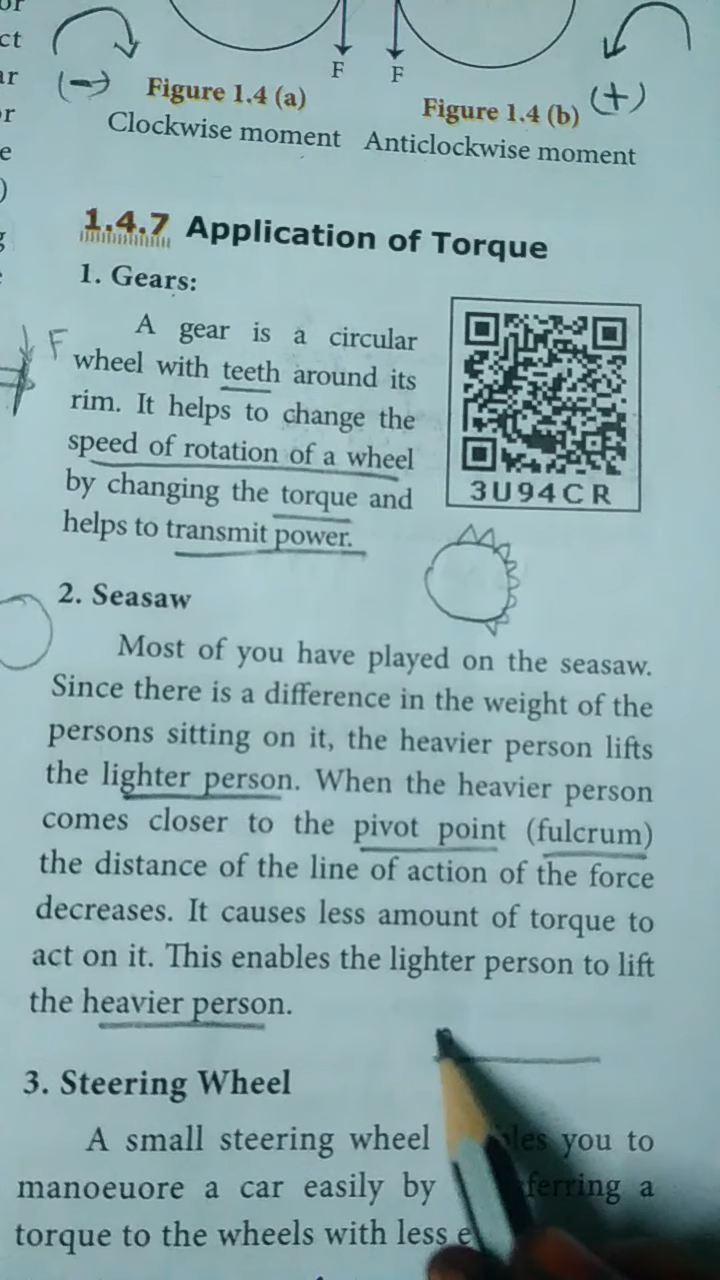 or
ct
ar
or
e
)
g
F
F
(-)
(+)
Figure 1.4 (a)
Clockwise moment
Figure 1.4 (b)
Anticlockwise moment
1.4.7 Application of Torque
1. Gears:
A gear is a circular
wheel with teeth around its
rim. It helps to change the
speed of rotation of a wheel
by changing the torque and
helps to transmit power.
F
3U94CR
2. Seasaw
Most of you have played on the seasaw.
Since there is a difference in the weight of the
persons sitting on it, the heavier person lifts
the lighter person. When the heavier person
comes closer to the pivot point (fulcrum)
the distance of the line of action of the force
decreases. It causes less amount of torque to
act on it. This enables the lighter person to lift
the heavier person.
3. Steering Wheel
A small steering wheel you to
manoeuore a car easily by a
torque to the wheels with less